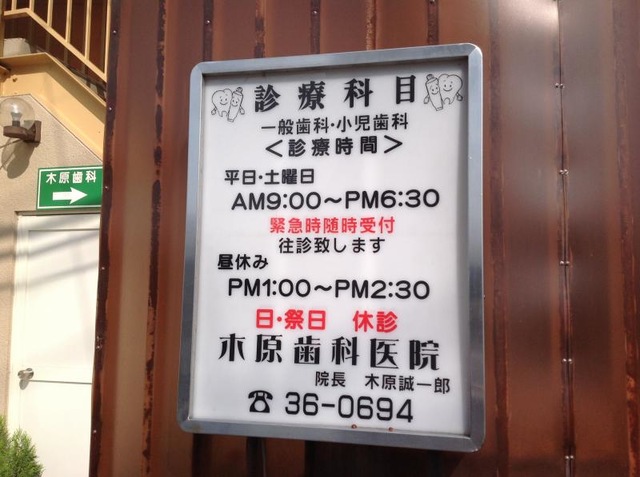 診療科目
一般歯科・小児歯科
＜診療時間＞
平日・土曜日
AM9:00〜PM6:30
緊急時随時受付
往診致します
昼休み
PM1:00〜PM2:30
日・祭日 休診
木原歯科医院
院長 木原誠一郎
☎ 36-0694
木原歯科
→